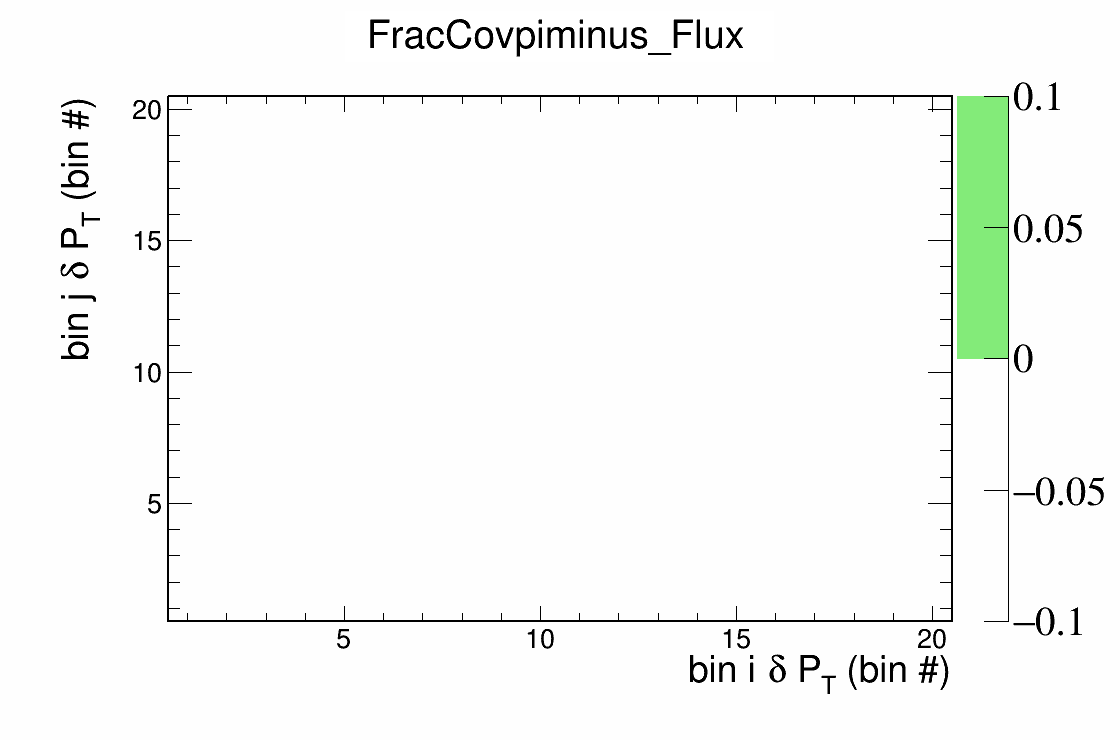 FracCovpiminus_Flux
bin j δ P_T (bin #)
20
15
10
5
5 10 15 20
bin i δ P_T (bin #)
0.1
0.05
0
−0.05
−0.1